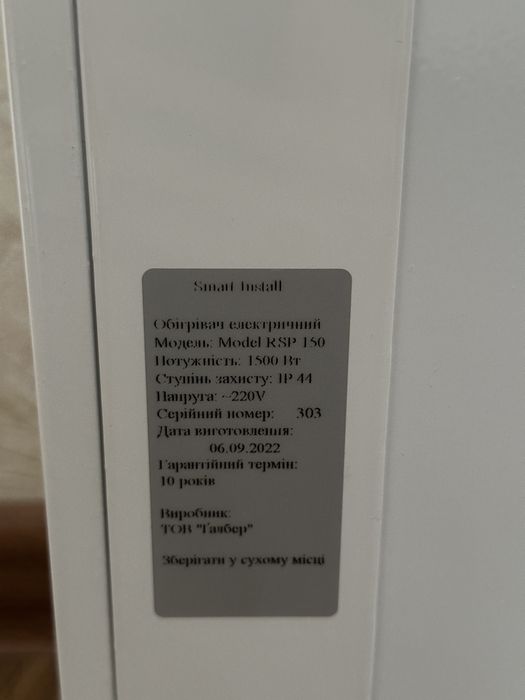 Smart Install
Обігрівач електричний
Модель: Model RSP 150
Потужність: 1500 Вт
Ступінь захисту: IP 44
Напруга: ~220V
Серійний номер: 303
Дата виготовлення:
06.09.2022
Гарантійний термін:
10 років
Виробник:
ТОВ
Зберігати у сухому місці